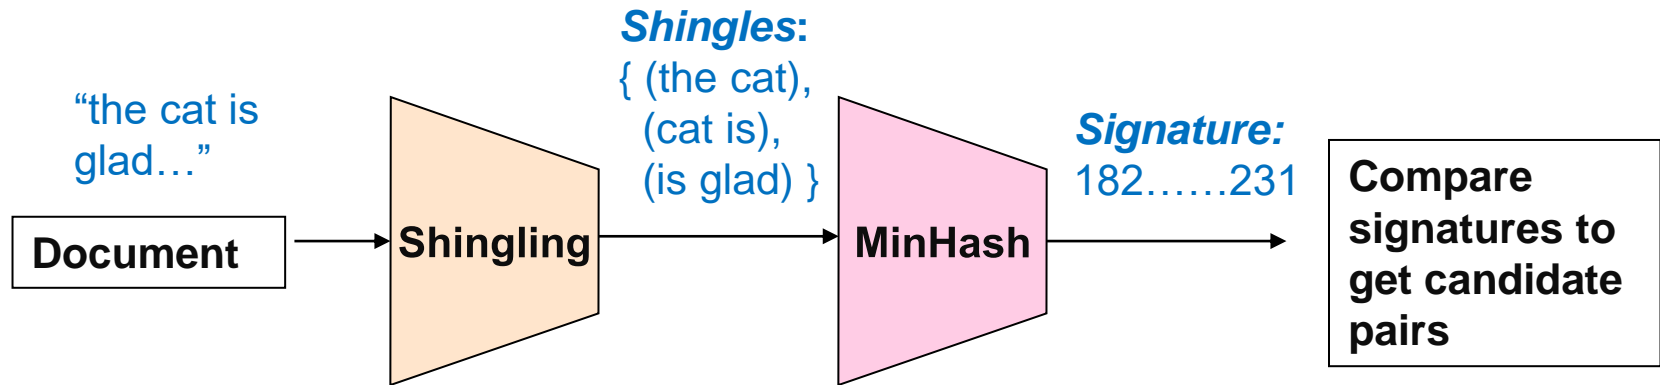 “the cat is
glad…”
Document
Shingling
Shingles:
{ (the cat),
(cat is),
(is glad) }
MinHash
Signature:
182……231
Compare
signatures to
get candidate
pairs